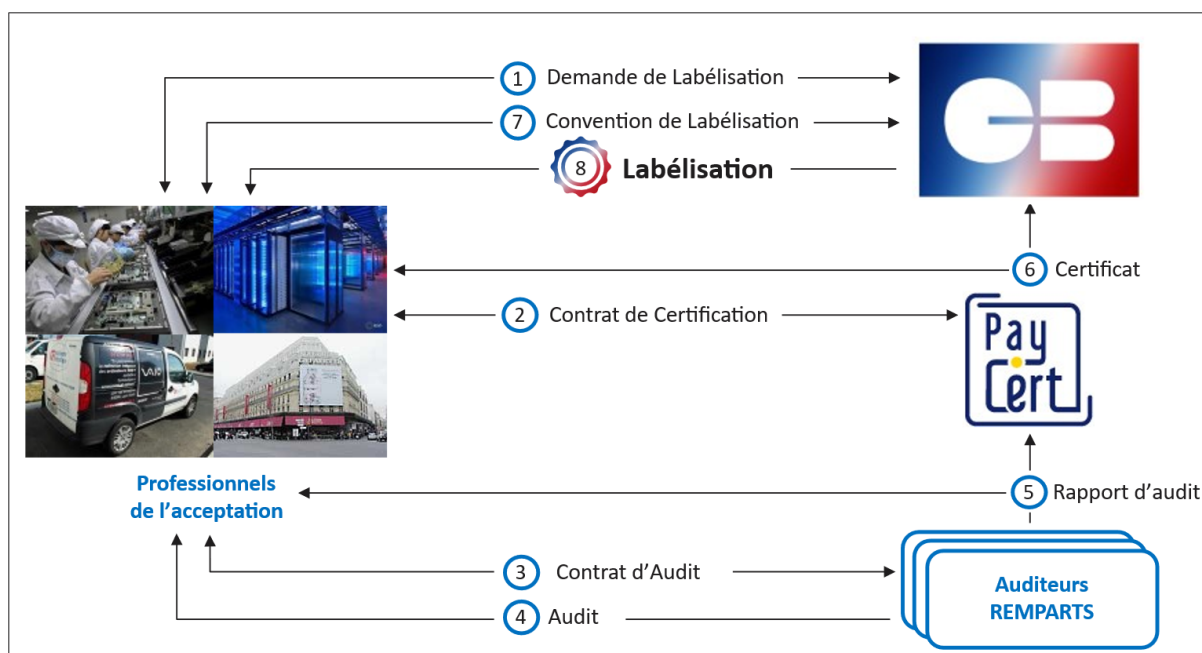 1 Demande de Labélisation
7 Convention de Labélisation
8 Labélisation
CB
6 Certificat
2 Contrat de Certification
Pay
Cert
Professionnels
de l'acceptation
5 Rapport d'audit
3 Contrat d'Audit
4 Audit
Auditeurs
REMPARTS